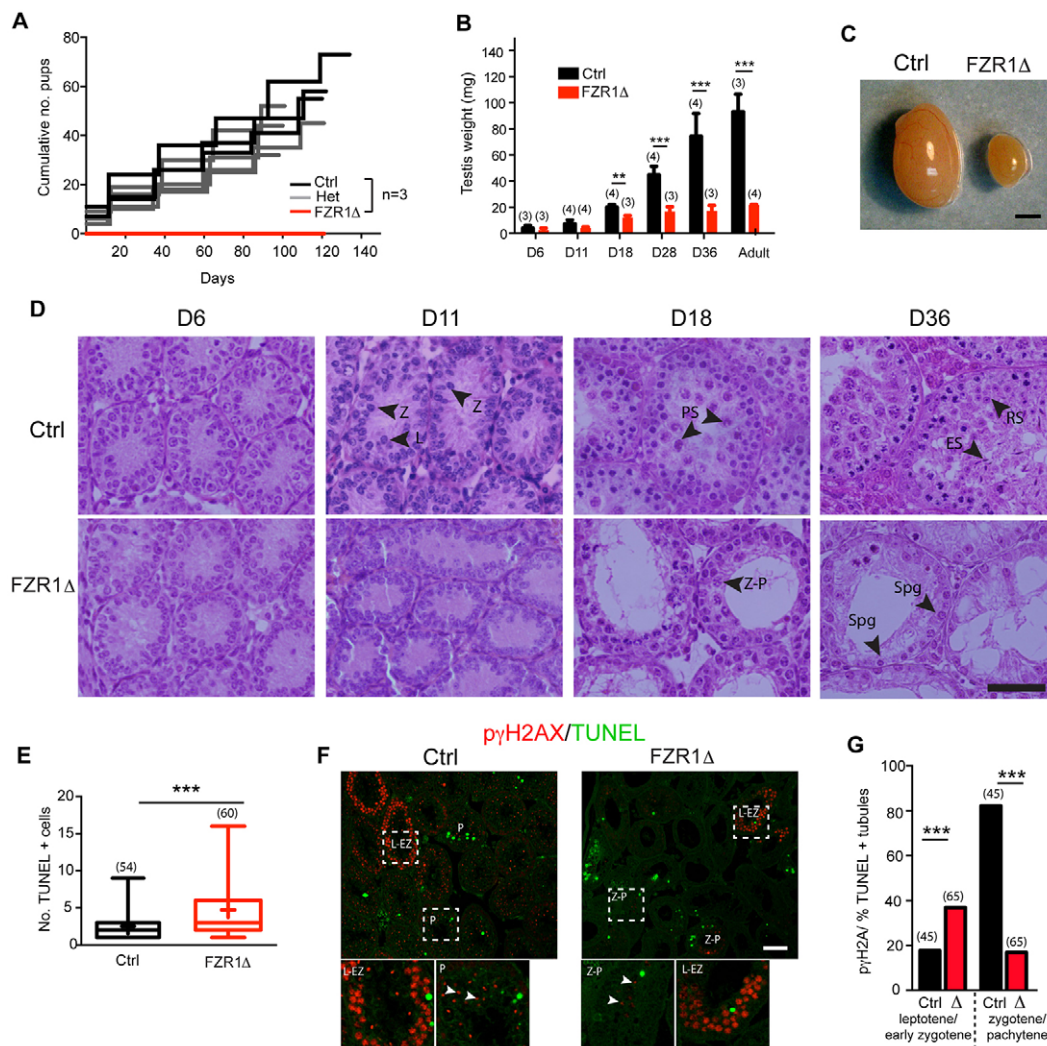 A
Cumulative no. pups
80
60
40
20
0
20 40 60 80 100 120 140
Days
Ctrl
Het
FZR1Δ
n=3
B
Testis weight (mg)
140
120
100
80
60
40
20
0
Ctrl
FZR1Δ
(3) (3) (4) (4) (4) (3) (4) (3) (4) (3) (3) (4)
** *** *** ***
D6 D11 D18 D28 D36 Adult
C
Ctrl FZR1Δ
D
D6 D11 D18 D36
Ctrl
Z Z
L
PS
RS
ES
FZR1Δ
Z-P
Spg
Spg
E
No. TUNEL + cells
20
15
10
5
0
***
(54) (60)
Ctrl FZR1Δ
F
pγH2AX/TUNEL
Ctrl FZR1Δ
L-EZ
P
P
L-EZ
Z-P
Z-P
L-EZ P Z-P L-EZ
G
pγH2A/ % TUNEL + tubules
100
80
60
40
20
0
(45) (65) (45) (65)
*** ***
Ctrl Δ Ctrl Δ
leptotene/ zygotene/
early zygotene pachytene